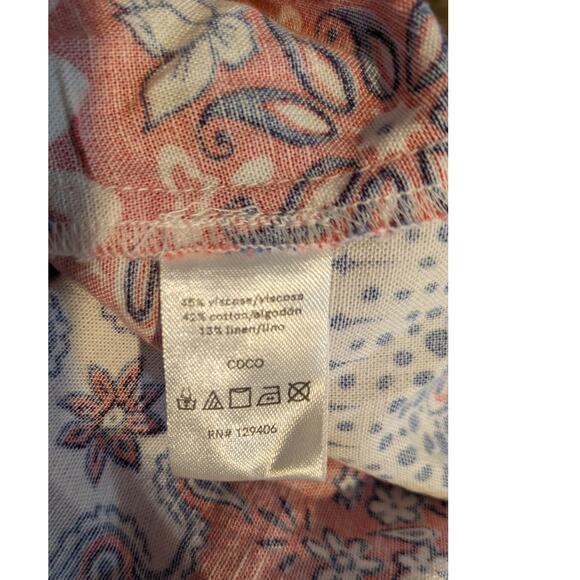 45% viscose/viscosa
42% cotton/algodón
13% linen/lino
COCO
RN# 129406